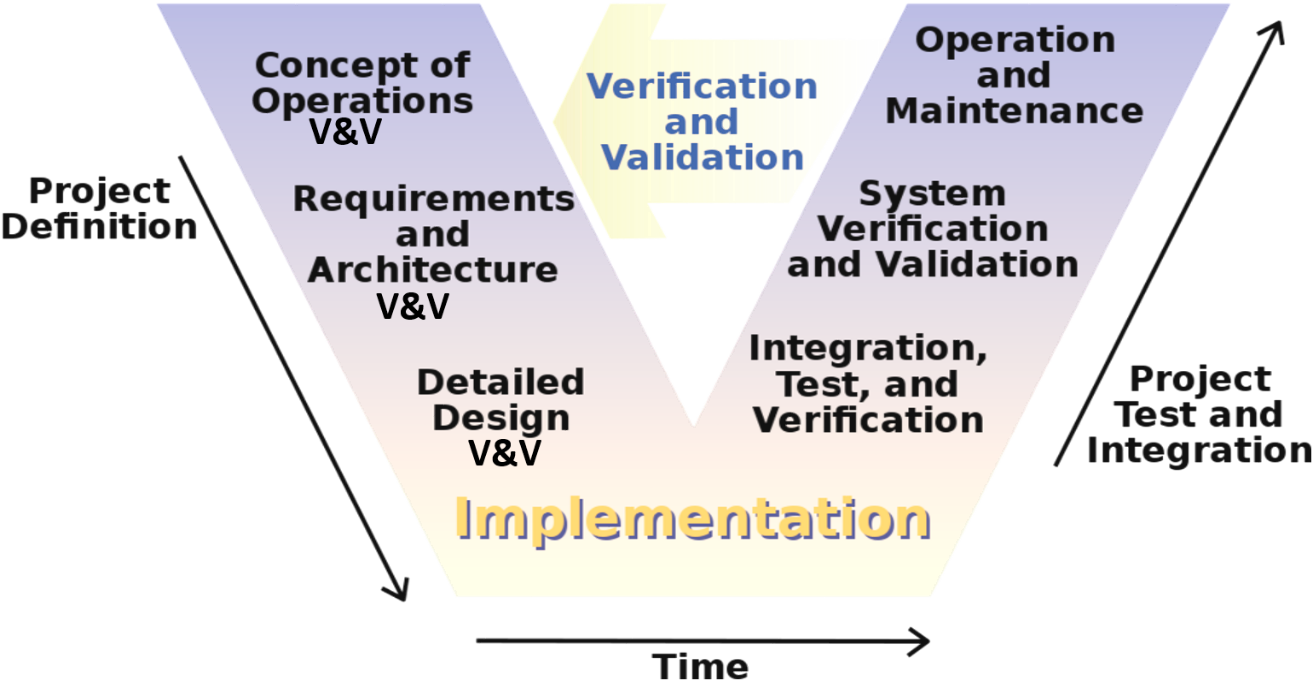 Concept of
Operations
V&V
Verification
and
Validation
Operation
and
Maintenance
Project
Definition
Requirements
and
Architecture
V&V
System
Verification
and Validation
Detailed
Design
V&V
Integration,
Test, and
Verification
Project
Test and
Integration
Implementation
Time